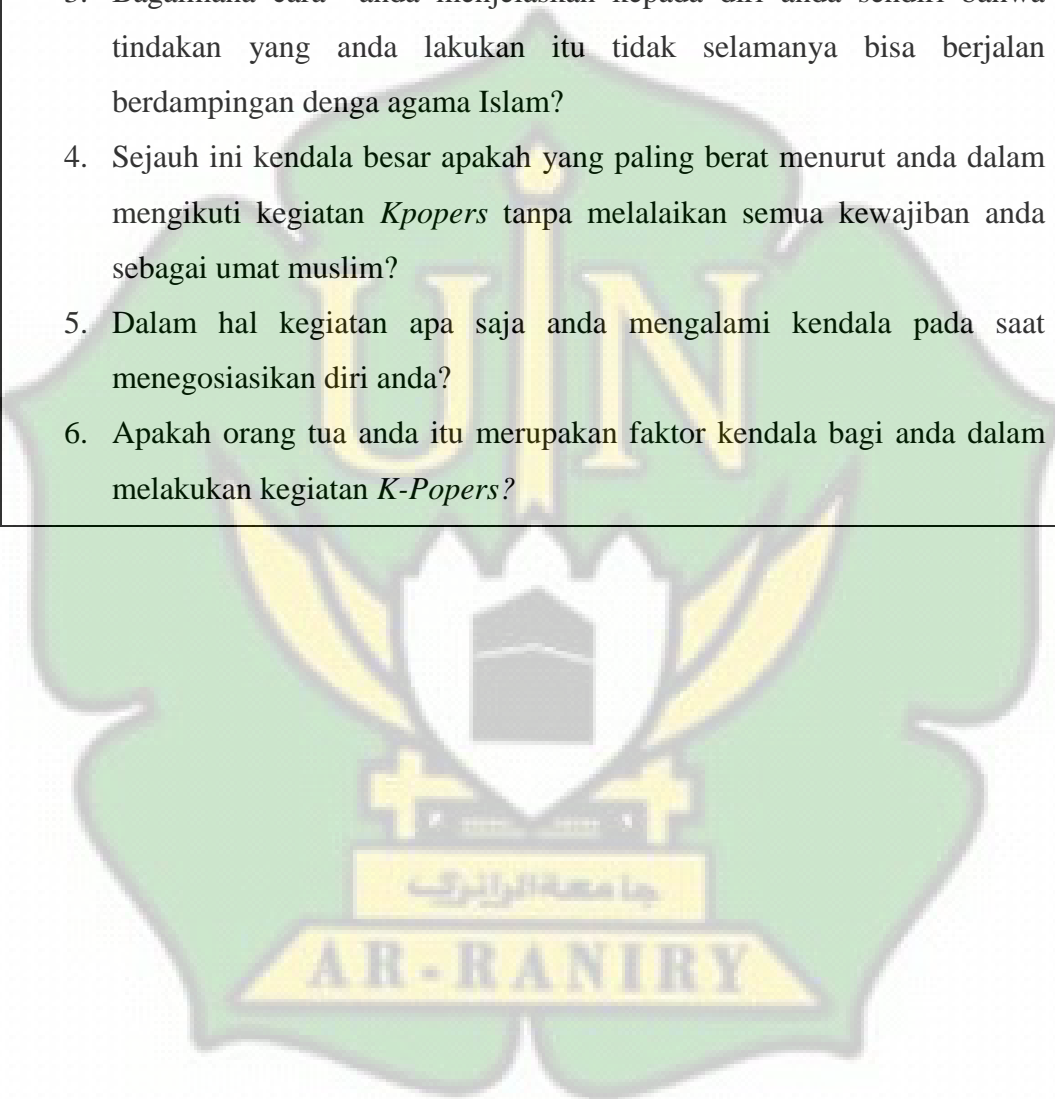 tindakan yang anda lakukan itu tidak selamanya bisa berjalan
berdampingan denga agama Islam?
4. Sejauh ini kendala besar apakah yang paling berat menurut anda dalam
mengikuti kegiatan Kpopers tanpa melalaikan semua kewajiban anda
sebagai umat muslim?
5. Dalam hal kegiatan apa saja anda mengalami kendala pada saat
menegosiasikan diri anda?
6. Apakah orang tua anda itu merupakan faktor kendala bagi anda dalam
melakukan kegiatan K-Popers?
UIN
جامعة الرانري
AR-RANIRY